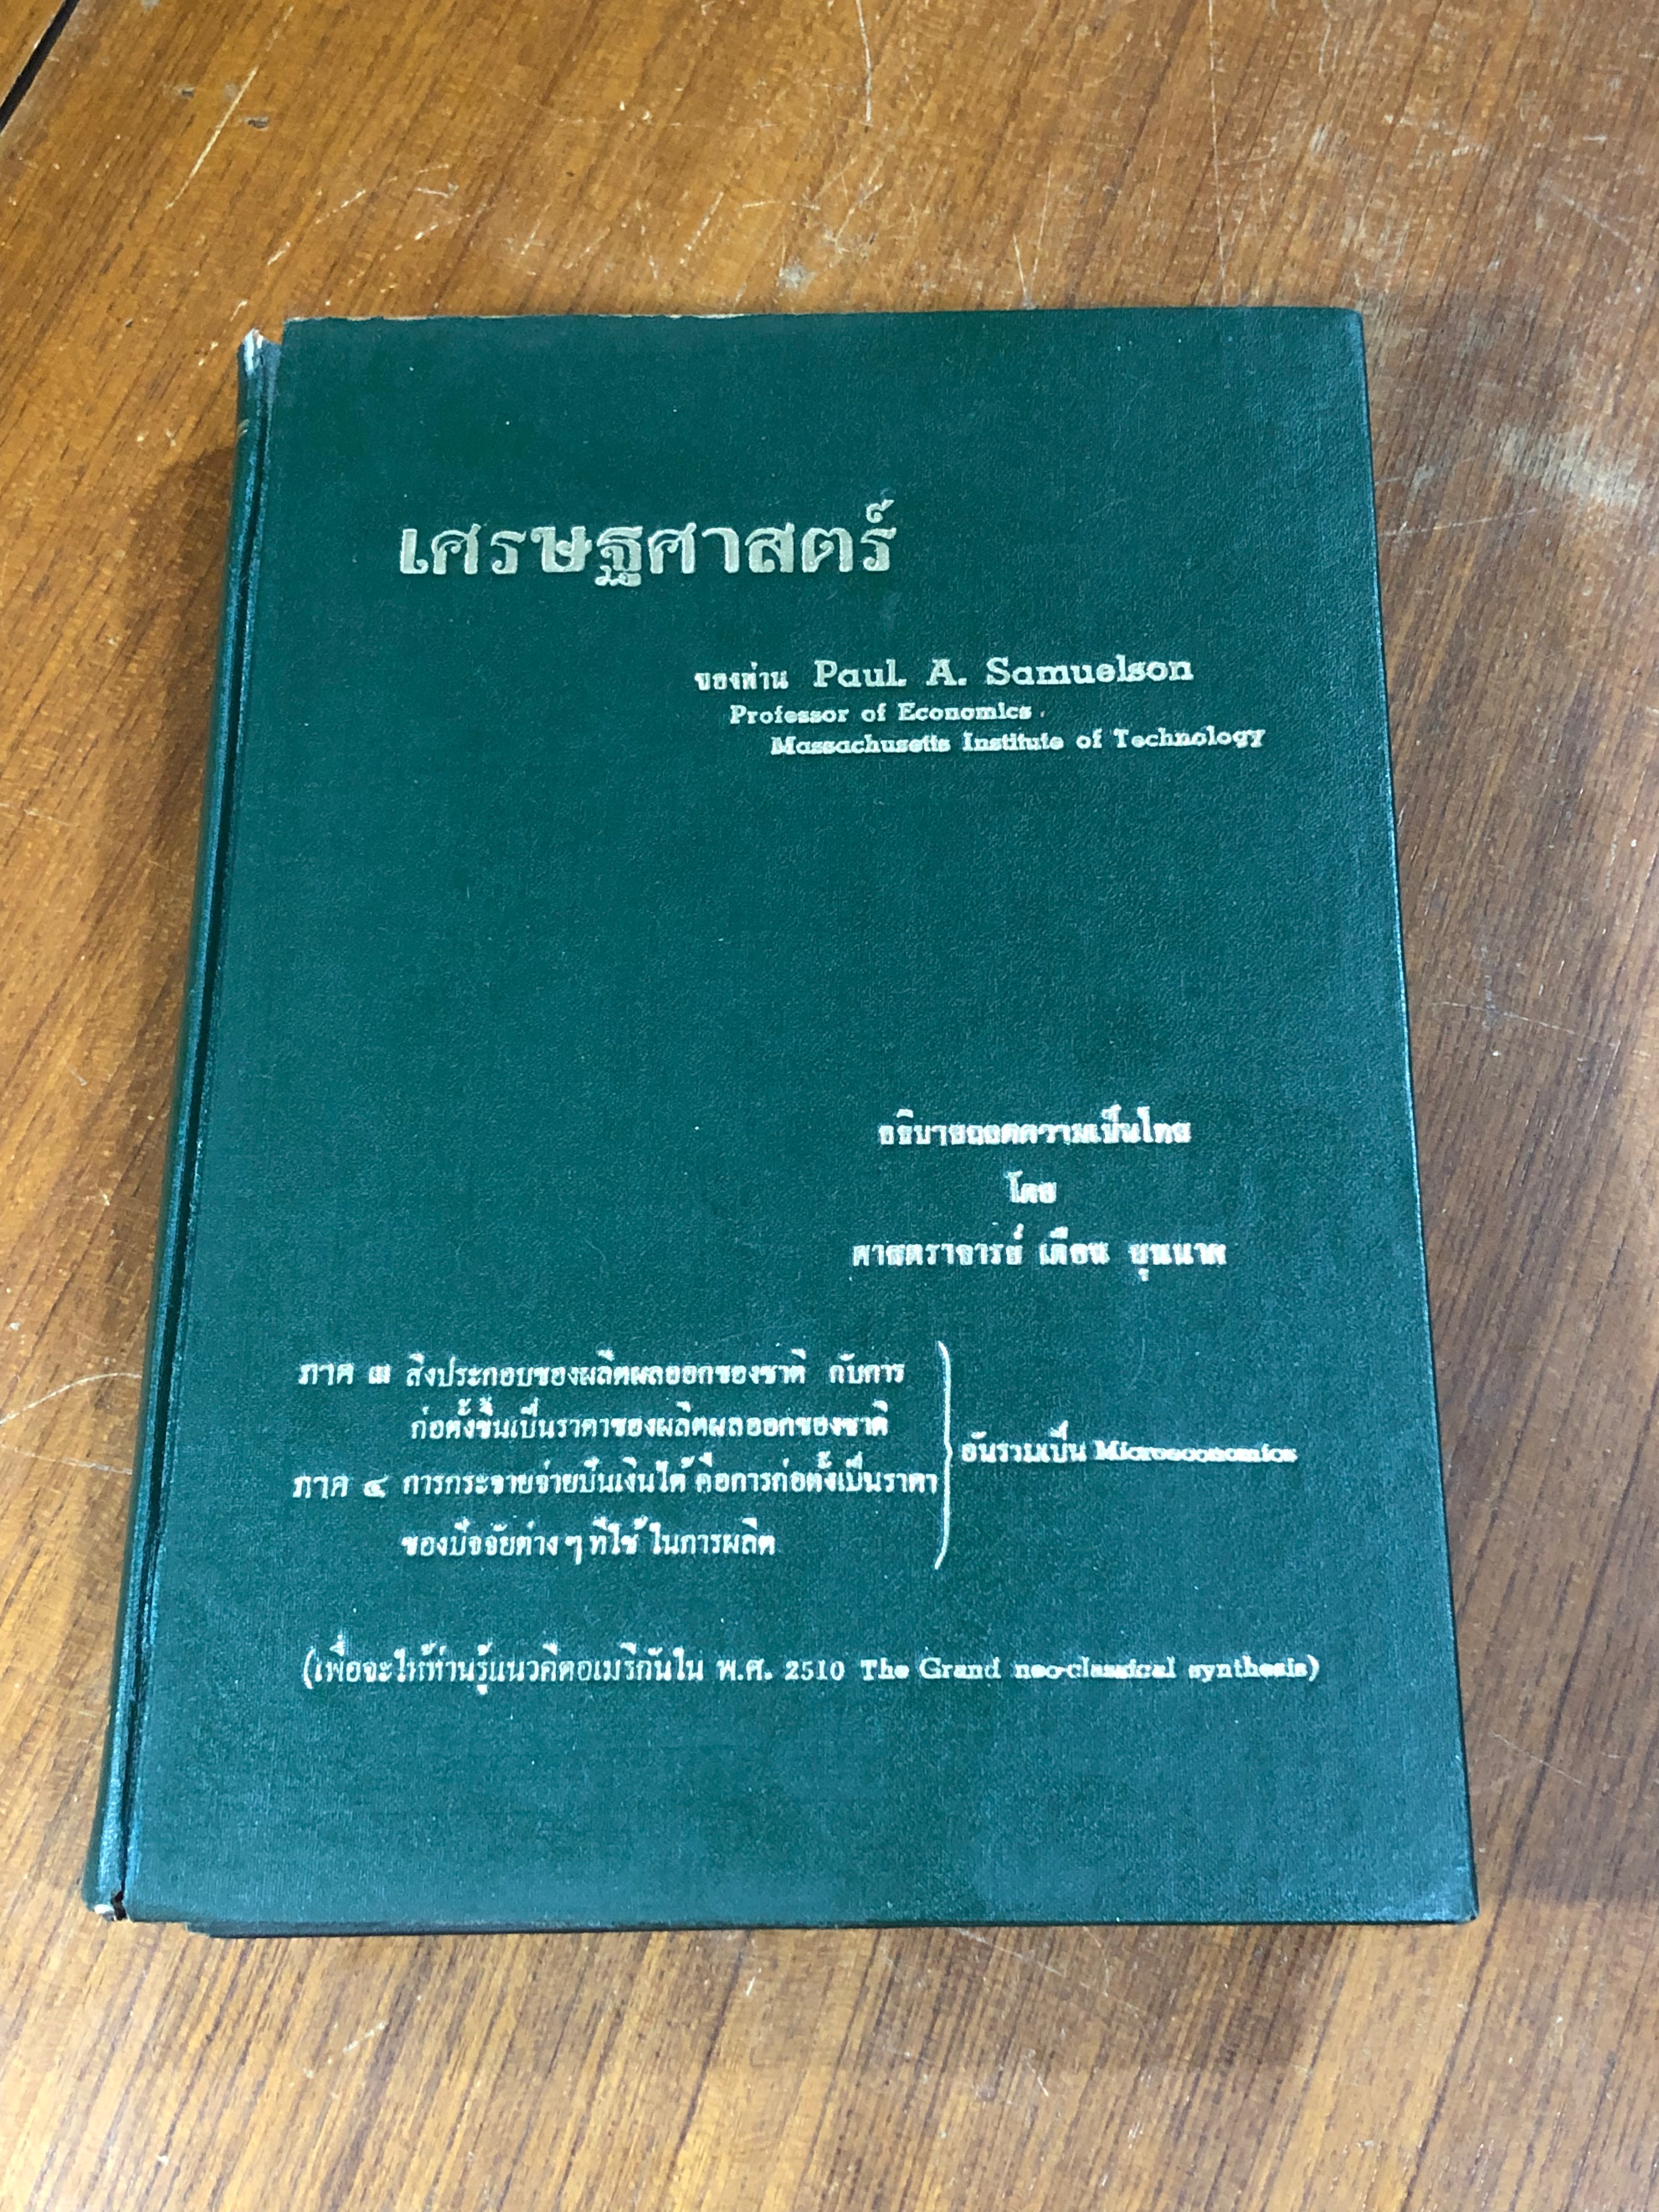 เศรษฐศาสตร์
ของท่าน Paul. A. Samuelson
Professor of Economics
Massachusetts Institute of Technology
อธิบายถอดความเป็นไทย
โดย
ศาสตราจารย์ เดือน บุนนาค
ภาค ๓ สิ่งประกอบของผลิตผลออกของชาติ กับการ
ก่อตั้งขึ้นเป็นราคาของผลิตผลออกของชาติ
ภาค ๔ การกระจายจ่ายปันเงินได้ คือการก่อตั้งเป็นราคา
ของปัจจัยต่าง ๆ ที่ใช้ ในการผลิต
อันรวมเป็น Microeconomics
(เพื่อจะให้ท่านรู้แนวคิดอเมริกันใน พ.ศ. 2510 The Grand neo-classical synthesis)